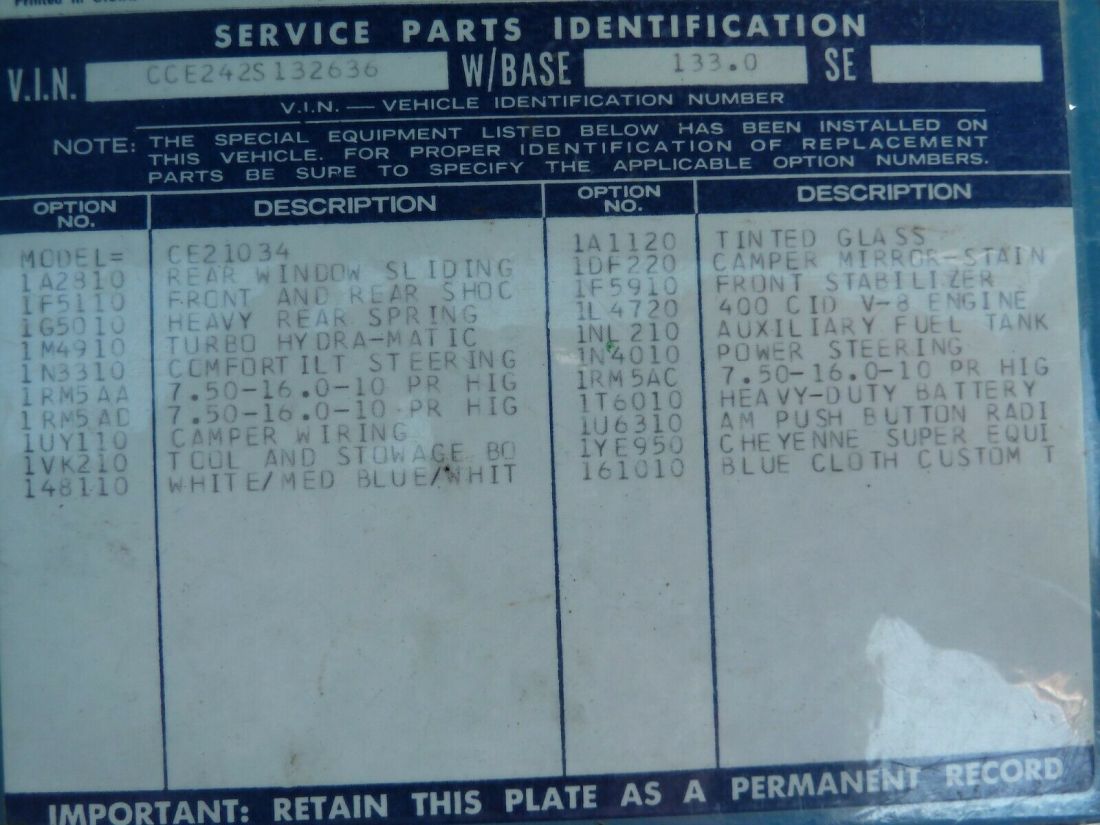 SERVICE PARTS IDENTIFICATION
V.I.N. CCE242S132636 W/BASE 133.0 SE
V.I.N. — VEHICLE IDENTIFICATION NUMBER
NOTE: THE SPECIAL EQUIPMENT LISTED BELOW HAS BEEN INSTALLED ON
THIS VEHICLE. FOR PROPER IDENTIFICATION OF REPLACEMENT
PARTS BE SURE TO SPECIFY THE APPLICABLE OPTION NUMBERS.
OPTION NO. DESCRIPTION OPTION NO. DESCRIPTION
MODEL= CE21034 1A1120 TINTED GLASS
1A2810 REAR WINDOW SLIDING 1DF220 CAMPER MIRROR-STAIN
1F5110 FRONT AND REAR SHOC 1F5910 FRONT STABILIZER
1G5010 HEAVY REAR SPRING 1L4720 400 CID V-8 ENGINE
1M4910 TURBO HYDRA-MATIC 1NL210 AUXILIARY FUEL TANK
1N3310 COMFORTILT STEERING 1N4010 POWER STEERING
1RM5AA 7.50-16.0-10 PR HIG 1RM5AC 7.50-16.0-10 PR HIG
1RM5AD 7.50-16.0-10 PR HIG 1T6010 HEAVY-DUTY BATTERY
1UY110 CAMPER WIRING 1U6310 AM PUSH BUTTON RADI
1VK210 TOOL AND STOWAGE BO 1YE950 CHEYENNE SUPER EQUI
148110 WHITE/MED BLUE/WHIT 161010 BLUE CLOTH CUSTOM T
IMPORTANT: RETAIN THIS PLATE AS A PERMANENT RECORD